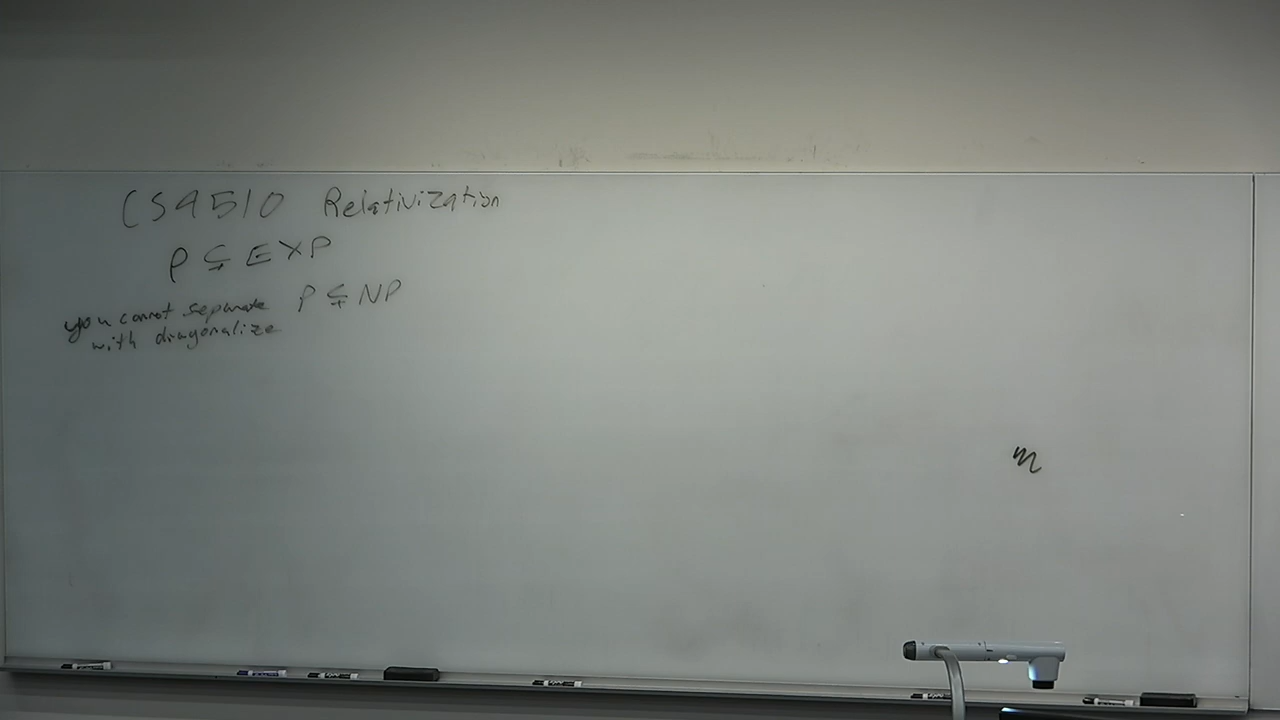 CS4510 Relativization
P ⊊ EXP
you cannot separate P ⊊ NP
with diagonalize
m